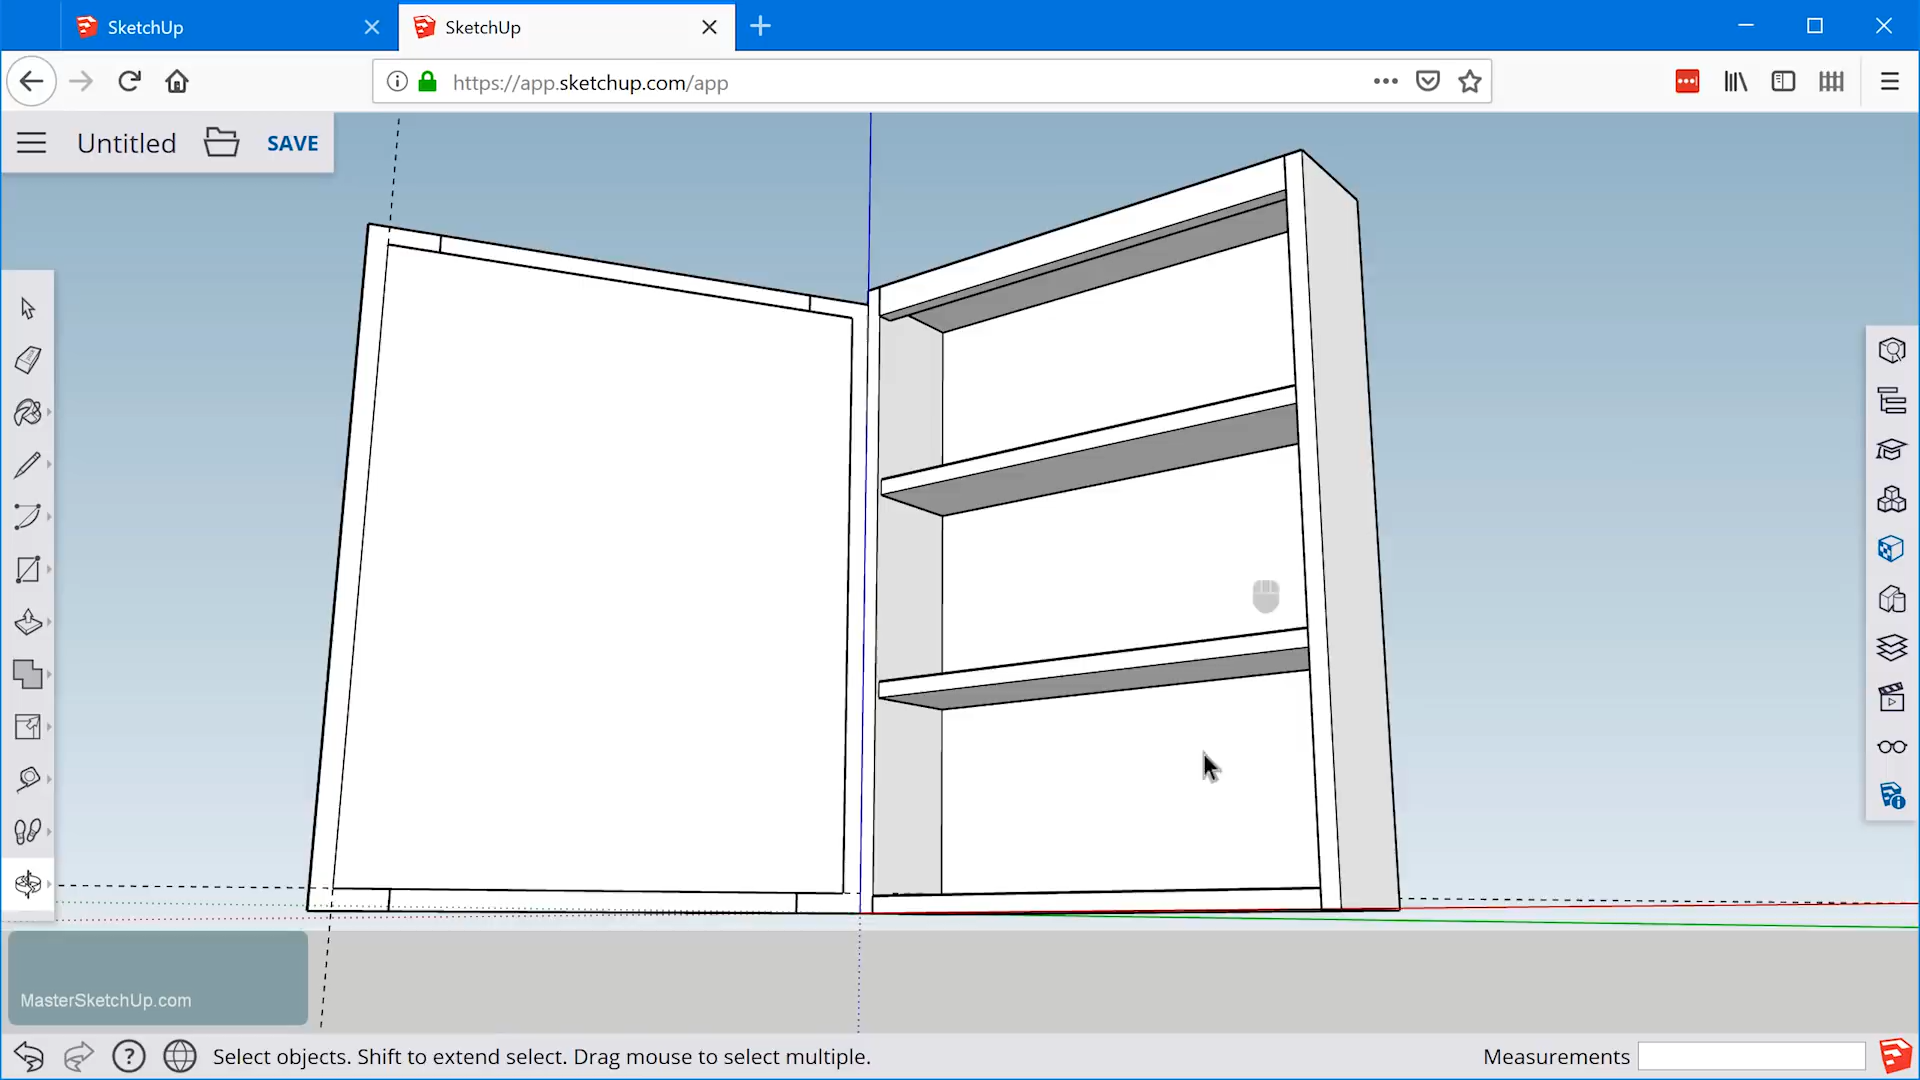 SketchUp
SketchUp
https://app.sketchup.com/app
Untitled
SAVE
MasterSketchUp.com
Select objects. Shift to extend select. Drag mouse to select multiple.
Measurements